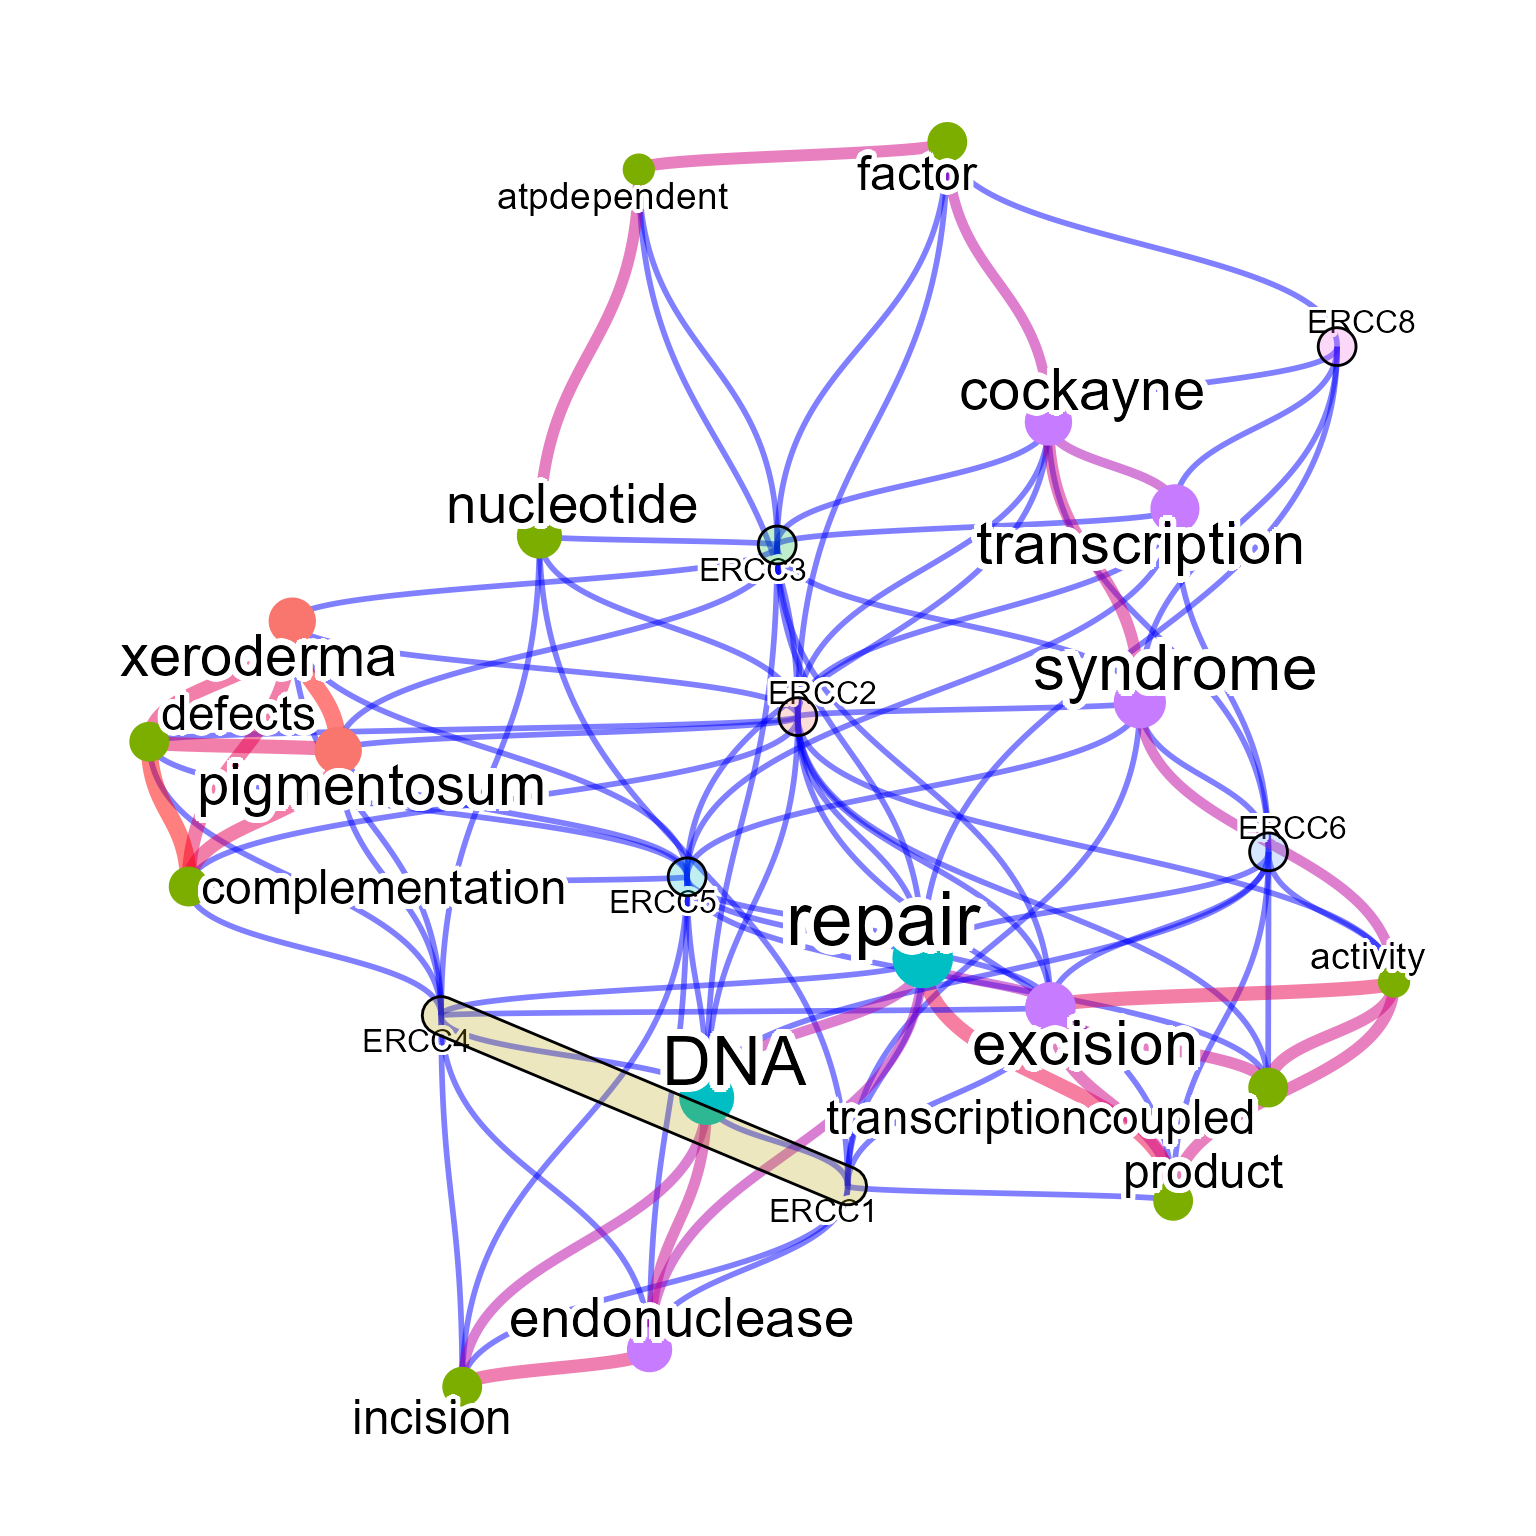 factor
atpdependent
ERCC8
cockayne
nucleotide
transcription
ERCC3
xeroderma
syndrome
ERCC2
defects
pigmentosum
ERCC6
complementation
ERCC5
repair
activity
ERCC4
excision
DNA
transcriptioncoupled
product
ERCC1
endonuclease
incision